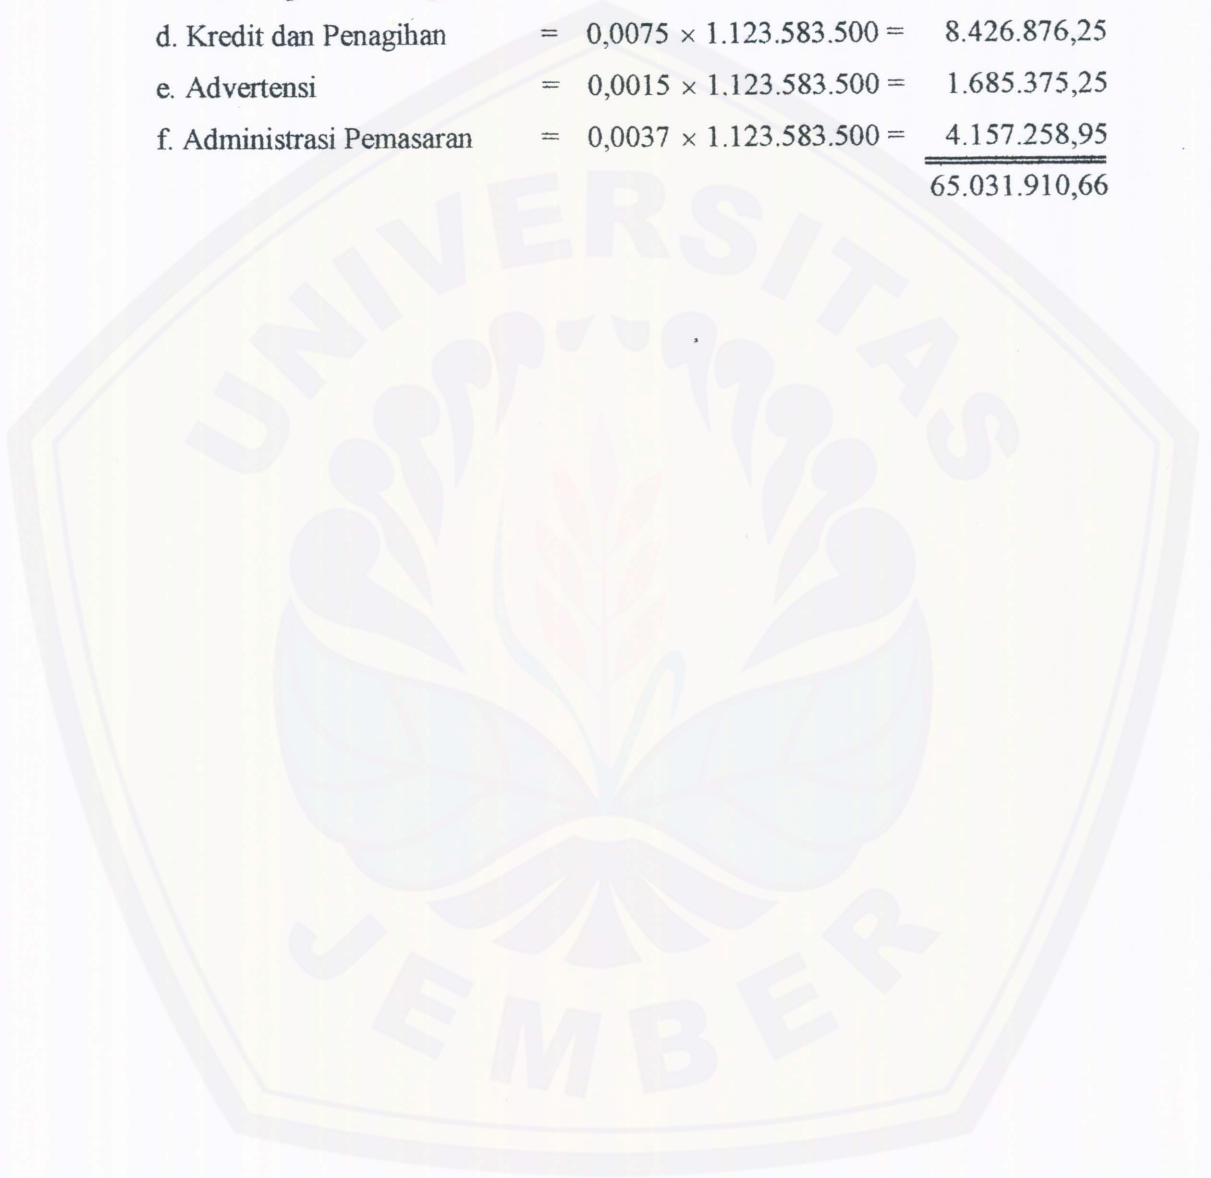 d. Kredit dan Penagihan = 0,0075 × 1.123.583.500 = 8.426.876,25
e. Advertensi = 0,0015 × 1.123.583.500 = 1.685.375,25
f. Administrasi Pemasaran = 0,0037 × 1.123.583.500 = 4.157.258,95
65.031.910,66
UNIVERSITAS
JEMBER